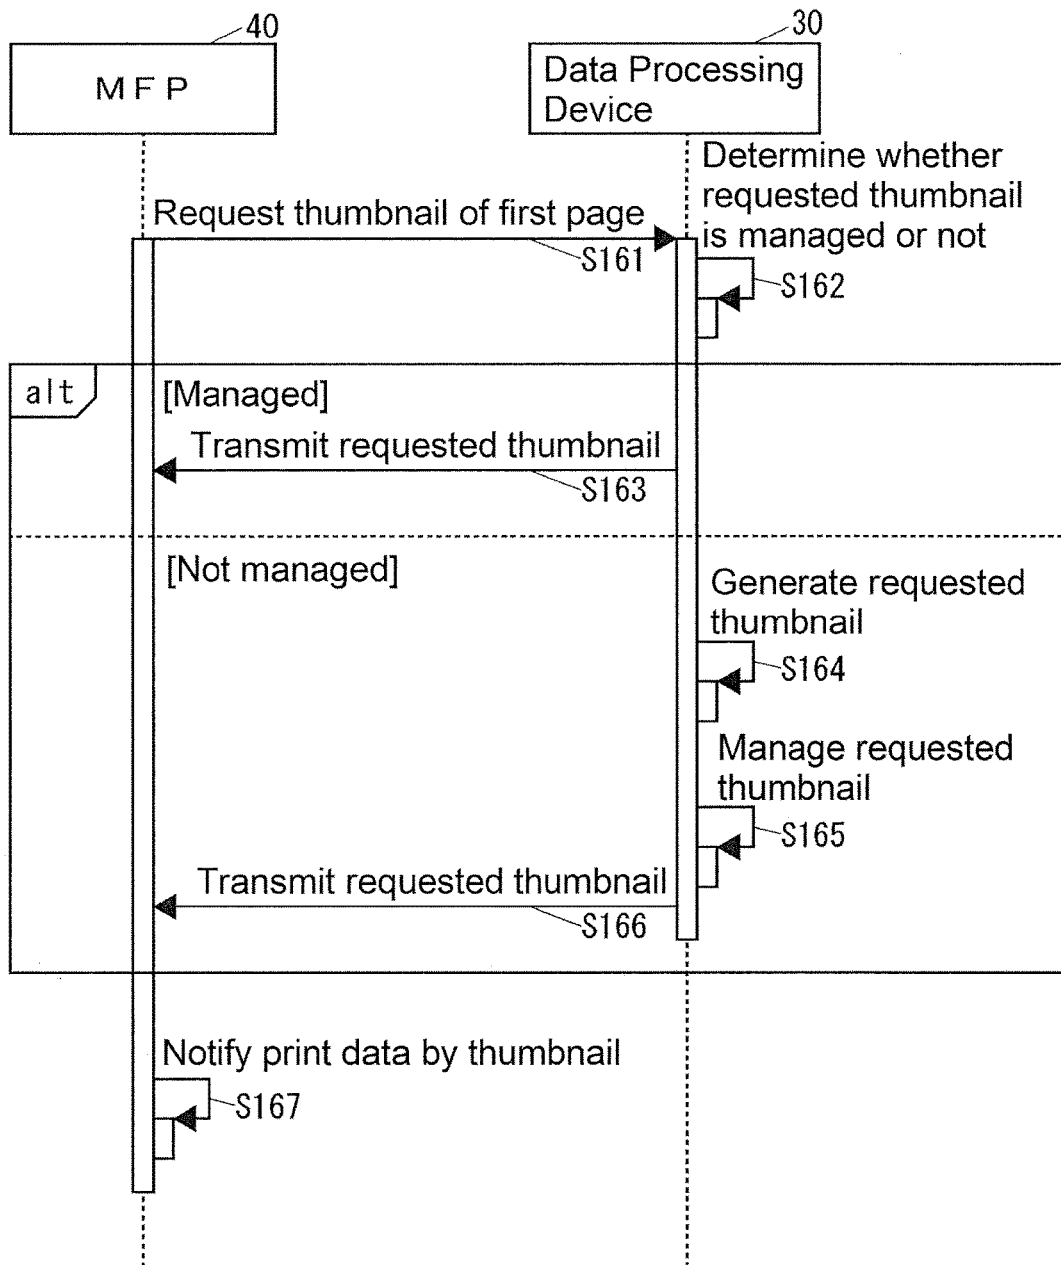 40
30
MFP
Data Processing
Device
Determine whether
requested thumbnail
is managed or not
Request thumbnail of first page
S161
S162
alt
[Managed]
Transmit requested thumbnail
S163
[Not managed]
Generate requested
thumbnail
S164
Manage requested
thumbnail
S165
Transmit requested thumbnail
S166
Notify print data by thumbnail
S167